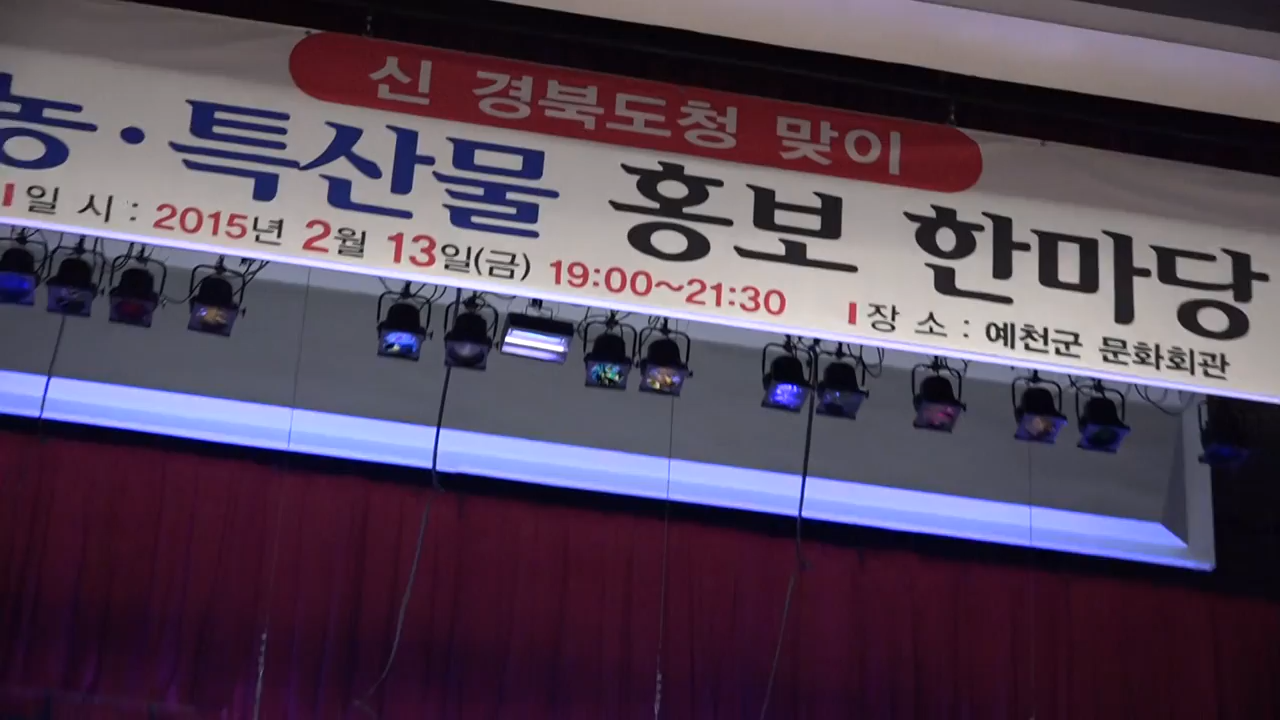 신 경북도청 맞이
농·특산물 홍보 한마당
일 시 : 2015년 2월 13일(금) 19:00~21:30 장 소 : 예천군 문화회관